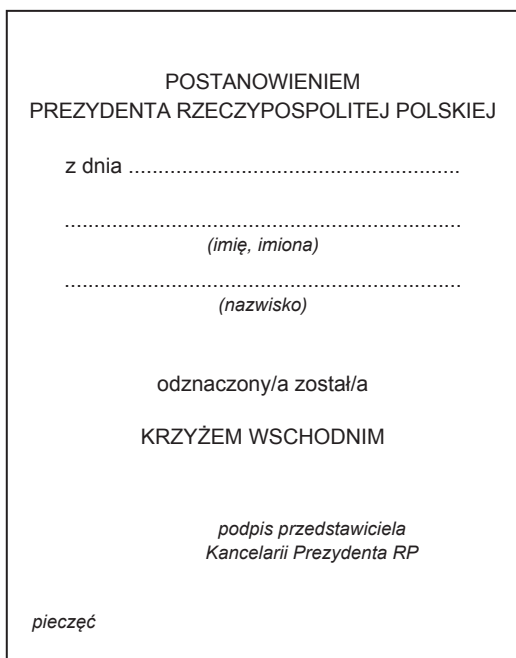 POSTANOWIENIEM
PREZYDENTA RZECZYPOSPOLITEJ POLSKIEJ
z dnia .......................................................
..................................................................
(imię, imiona)
..................................................................
(nazwisko)
odznaczony/a został/a
KRZYŻEM WSCHODNIM
podpis przedstawiciela
Kancelarii Prezydenta RP
pieczęć